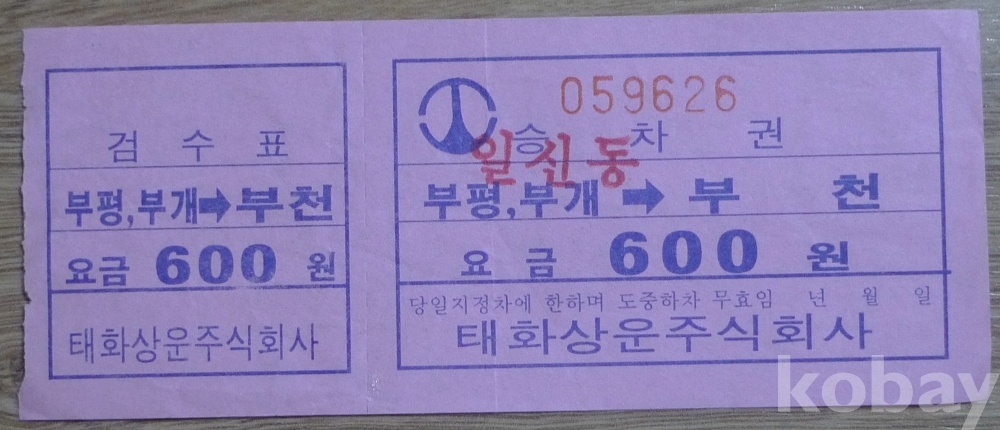 검 수 표
부평,부개➡부천
요금 600 원
태화상운주식회사
059626
승 차 권
일신동
부평,부개 ➡ 부 천
요 금 600 원
당일지정차에 한하며 도중하차 무효임 년 월 일
태화상운주식회사
kobay